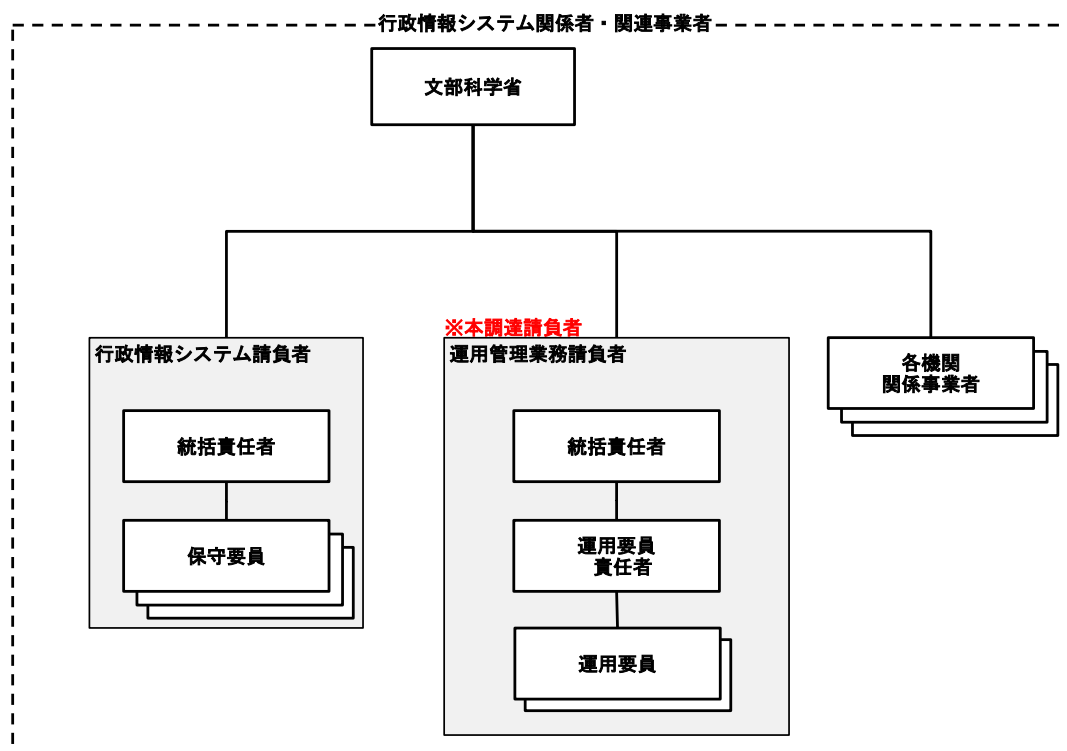 行政情報システム関係者・関連事業者
文部科学省
行政情報システム請負者
統括責任者
保守要員
※本調達請負者
運用管理業務請負者
統括責任者
運用要員
責任者
運用要員
各機関
関係事業者